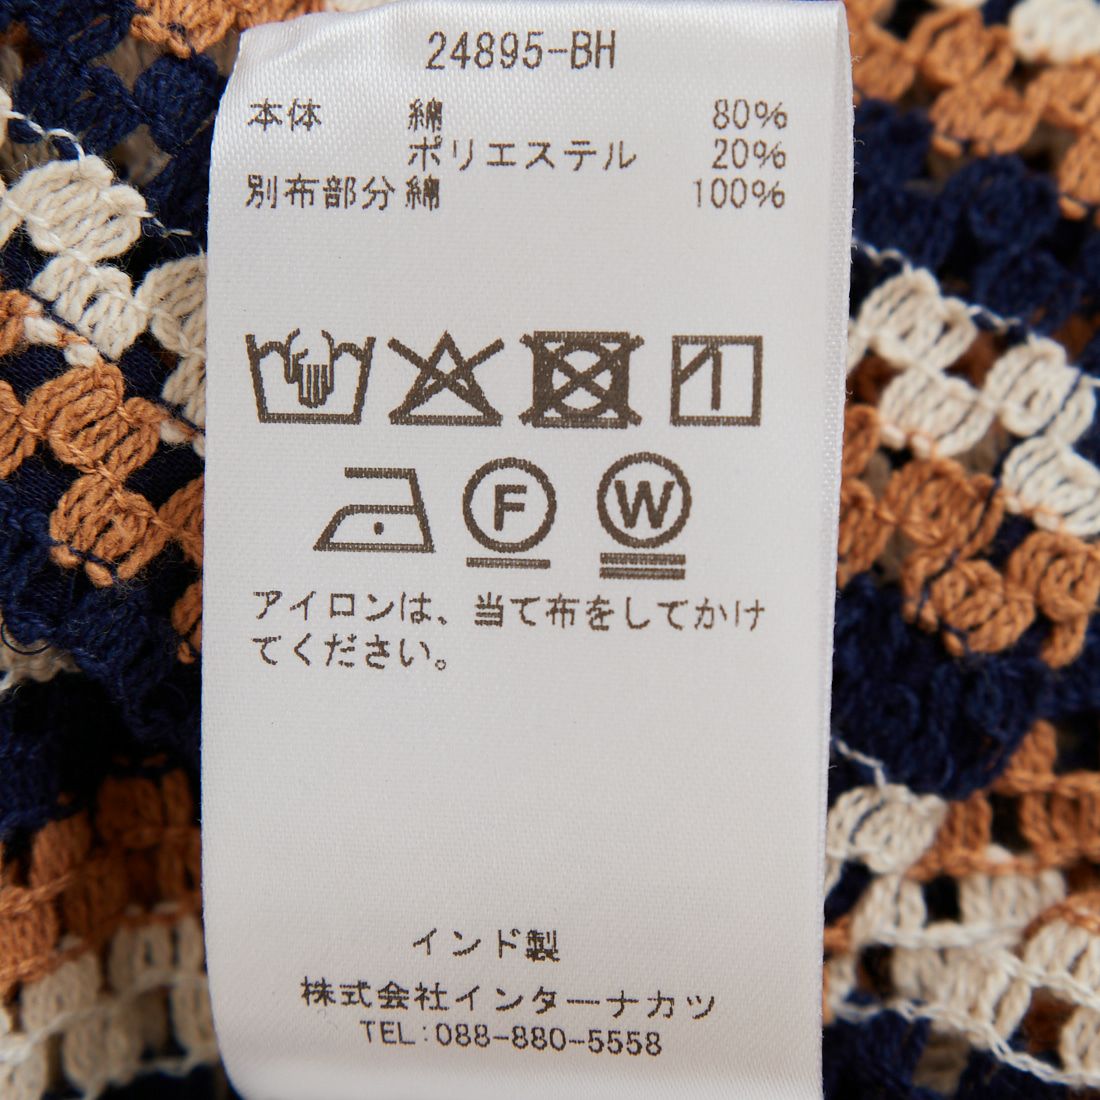 24895-BH
本体 綿 80%
ポリエステル 20%
別布部分 綿 100%
F W
アイロンは、当て布をしてかけ
てください。
インド製
株式会社インターナカツ
TEL:088-880-5558